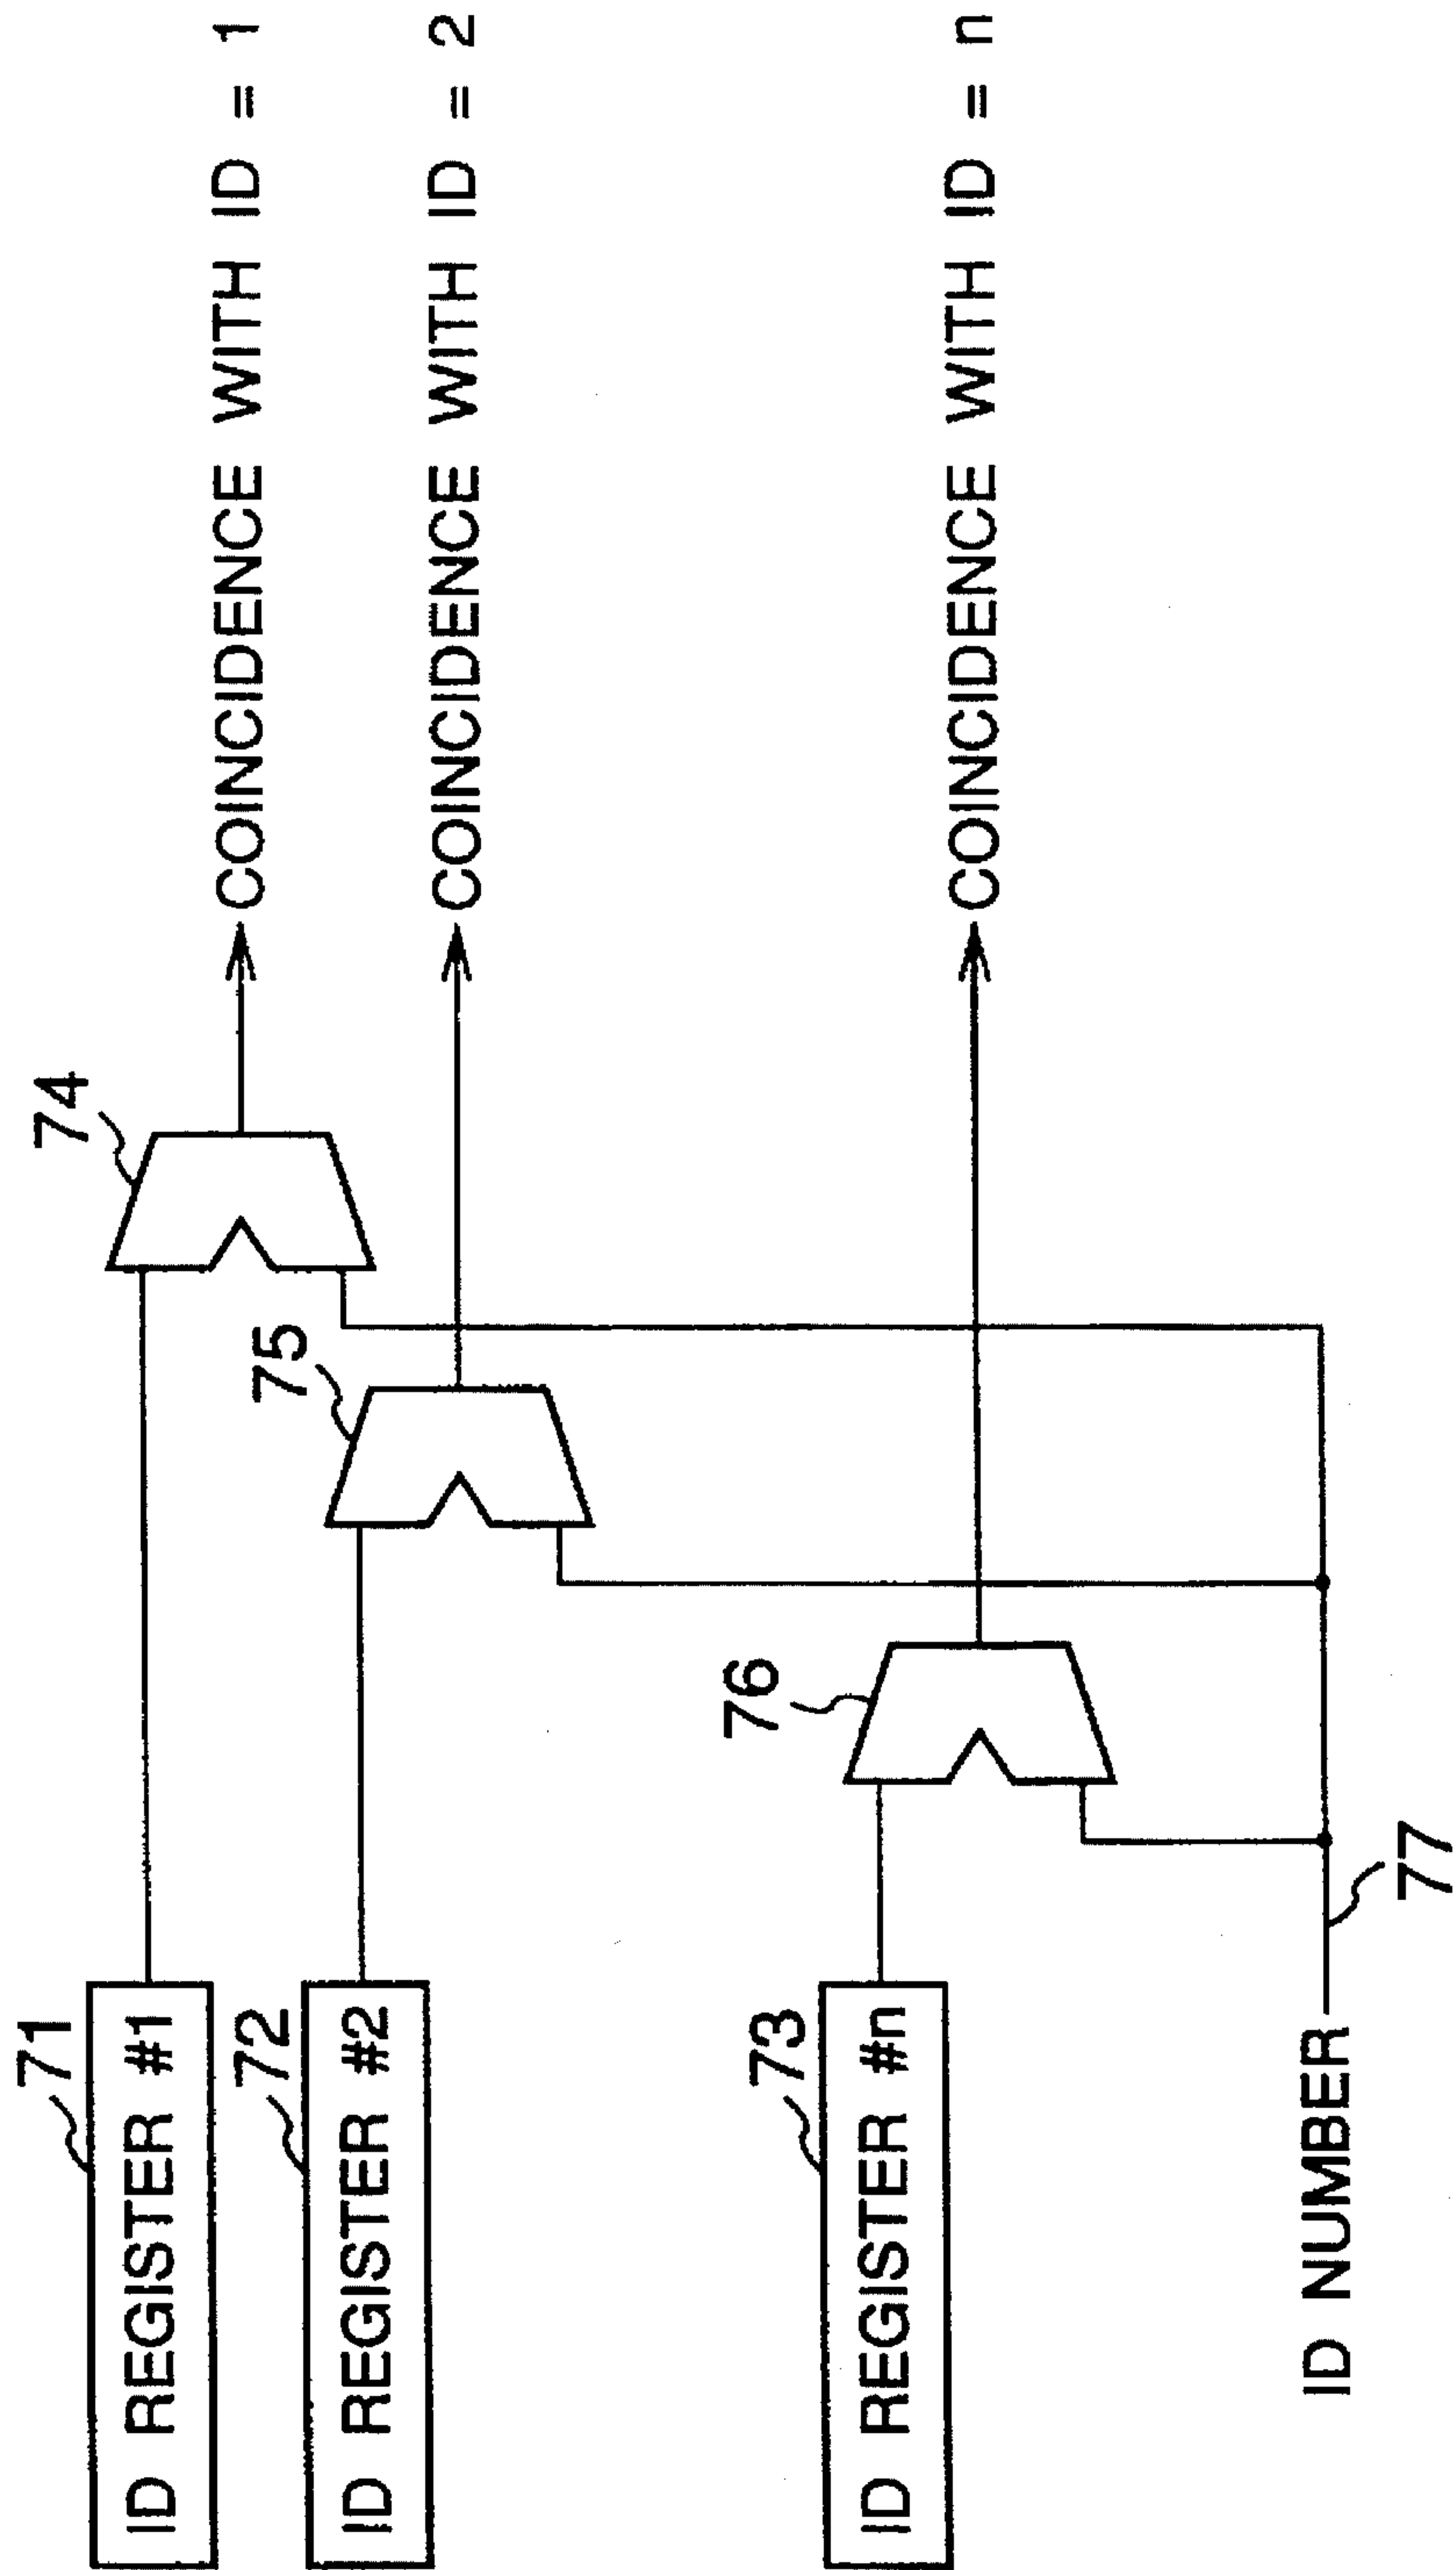 71
ID REGISTER #1
74
COINCIDENCE WITH ID = 1
72
ID REGISTER #2
75
COINCIDENCE WITH ID = 2
73
ID REGISTER #n
76
COINCIDENCE WITH ID = n
ID NUMBER
77